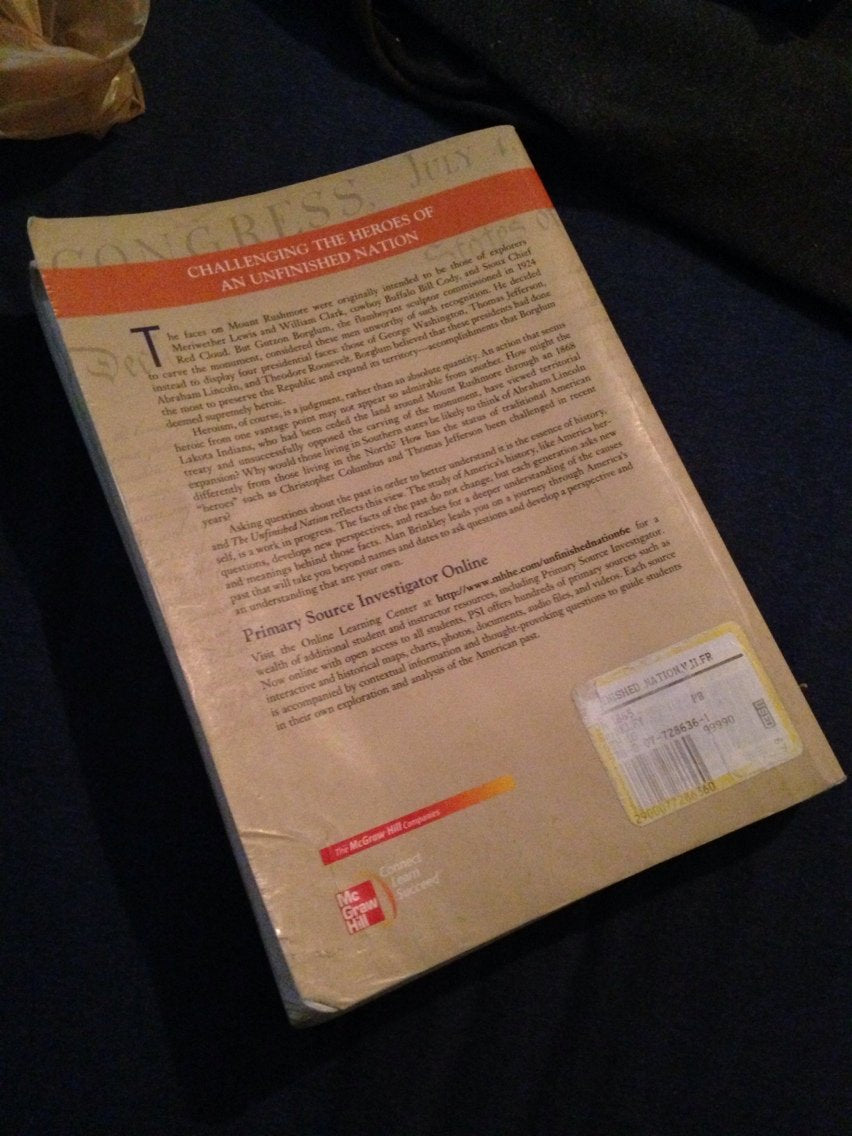 CONGRESS, JULY 4
States o
CHALLENGING THE HEROES OF
AN UNFINISHED NATION
Dec
The faces on Mount Rushmore were originally intended to be those of explorers
Meriwether Lewis and William Clark, cowboy Buffalo Bill Cody, and Sioux Chief
Red Cloud. But Gutzon Borglum, the flamboyant sculptor commissioned in 1924
to carve the monument, considered these men unworthy of such recognition. He decided
instead to display four presidential faces: those of George Washington, Thomas Jefferson,
Abraham Lincoln, and Theodore Roosevelt. Borglum believed that these presidents had done
the most to preserve the Republic and expand its territory—accomplishments that Borglum
deemed supremely heroic.
Heroism, of course, is a judgment, rather than an absolute quantity. An action that seems
heroic from one vantage point may not appear so admirable from another. How might the
Lakota Indians, who had been ceded the land around Mount Rushmore through an 1868
treaty and unsuccessfully opposed the carving of the monument, have viewed territorial
expansion? Why would those living in Southern states be likely to think of Abraham Lincoln
differently from those living in the North? How has the status of traditional American
"heroes" such as Christopher Columbus and Thomas Jefferson been challenged in recent
years?
Asking questions about the past in order to better understand it is the essence of history,
and The Unfinished Nation reflects this view. The study of America's history, like America her-
self, is a work in progress. The facts of the past do not change, but each generation asks new
questions, develops new perspectives, and reaches for a deeper understanding of the causes
and meanings behind those facts. Alan Brinkley leads you on a journey through America's
past that will take you beyond names and dates to ask questions and develop a perspective and
an understanding that are your own.
Primary Source Investigator Online
Visit the Online Learning Center at http://www.mhhe.com/unfinishednation6e for a
wealth of additional student and instructor resources, including Primary Source Investigator.
Now online with open access to all students, PSI offers hundreds of primary sources such as
interactive and historical maps, charts, photos, documents, audio files, and videos. Each source
is accompanied by contextual information and thought-provoking questions to guide students
in their own exploration and analysis of the American past.
NISHED NATION,V.II,FR
PB
07-728636-1
99990
The McGraw Hill Companies
Mc
Graw
Hill
Connect
Learn
Succeed